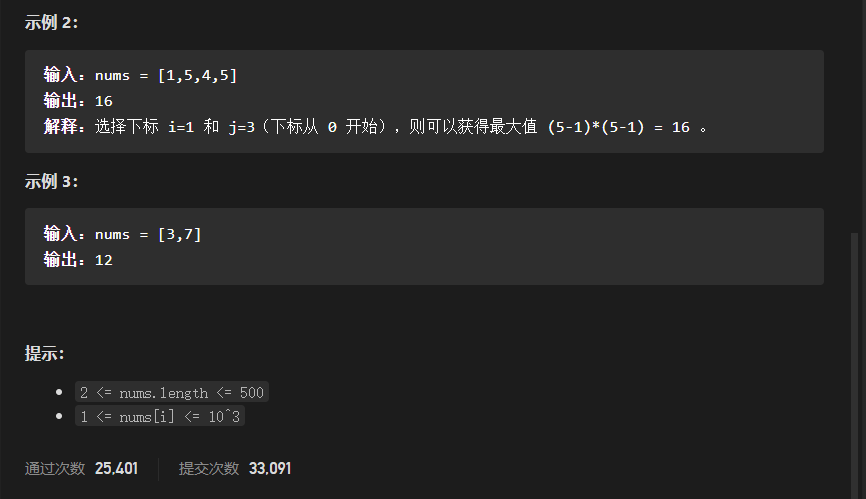 示例 2：
输入：nums = [1,5,4,5]
输出：16
解释：选择下标 i=1 和 j=3（下标从 0 开始），则可以获得最大值 (5-1)*(5-1) = 16 。
示例 3：
输入：nums = [3,7]
输出：12
提示：
• 2 <= nums.length <= 500
• 1 <= nums[i] <= 10^3
通过次数 25,401 提交次数 33,091